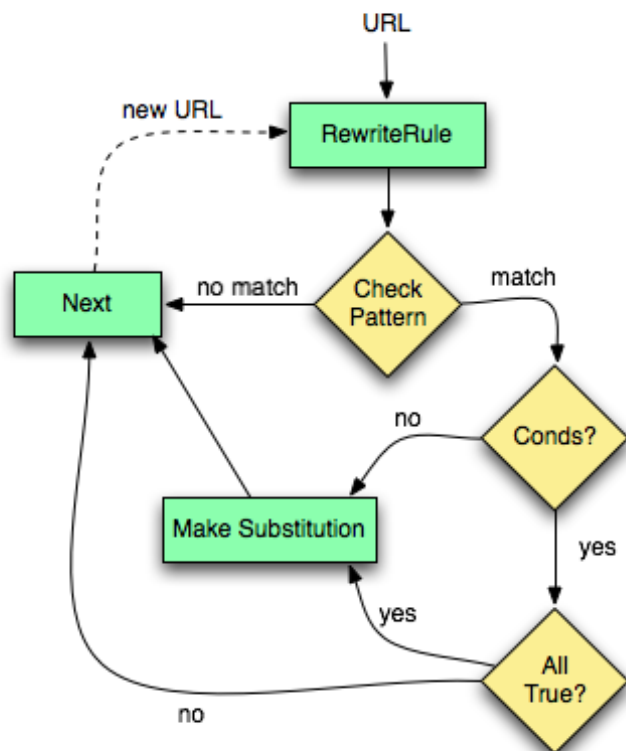 URL
new URL
RewriteRule
Next
no match
Check
Pattern
match
no
Conds?
Make Substitution
yes
yes
All
True?
no